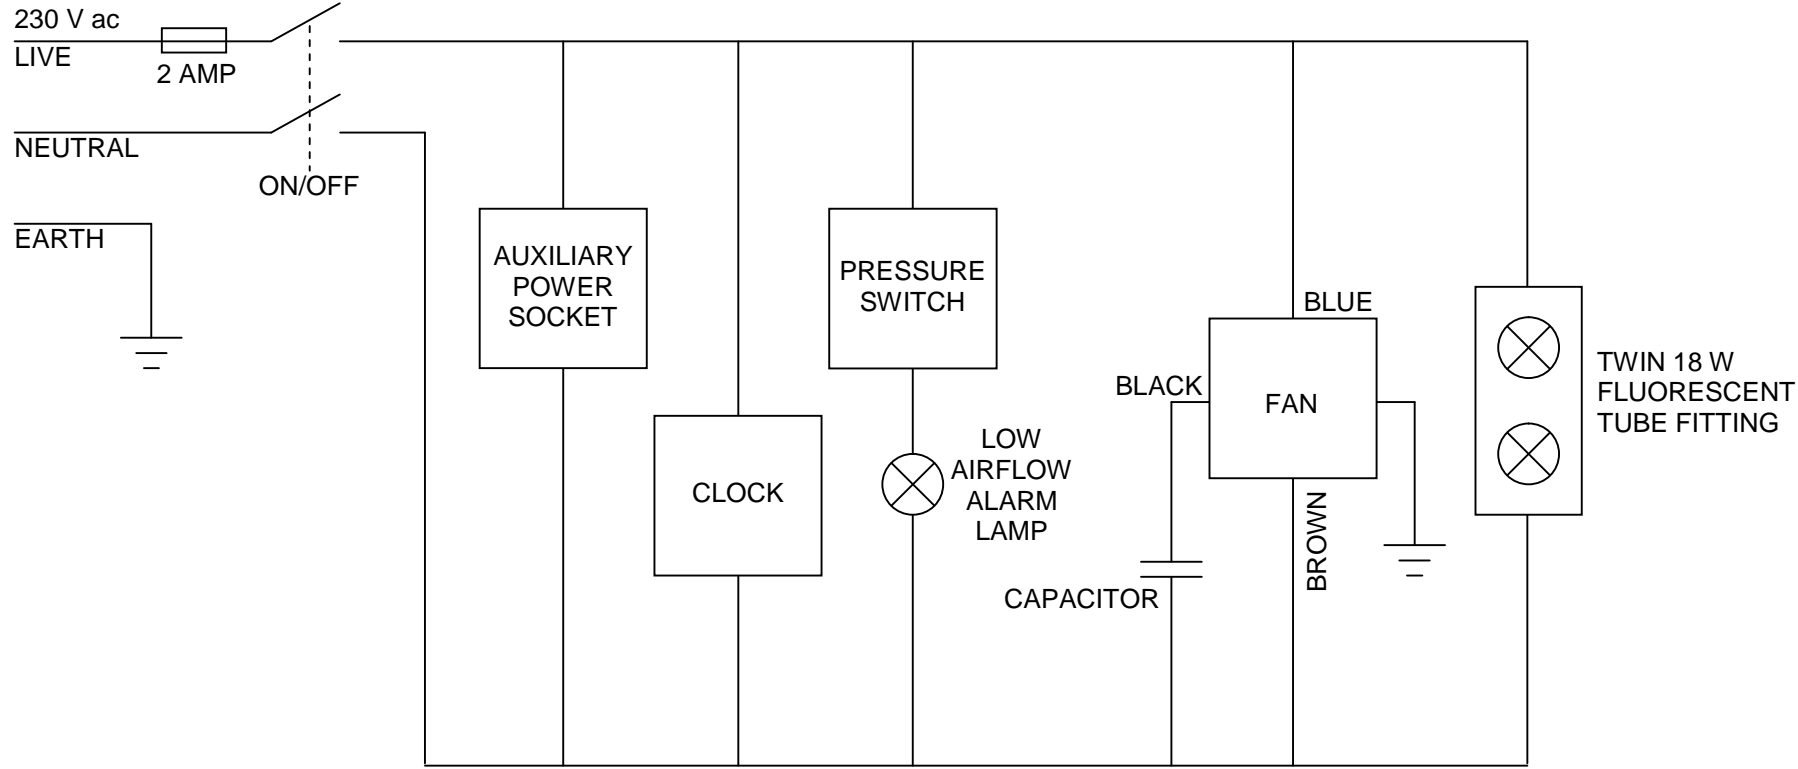 230 V ac
LIVE
2 AMP
NEUTRAL
ON/OFF
EARTH
AUXILIARY
POWER
SOCKET
CLOCK
PRESSURE
SWITCH
LOW
AIRFLOW
ALARM
LAMP
BLUE
BLACK
FAN
BROWN
CAPACITOR
TWIN 18 W
FLUORESCENT
TUBE FITTING